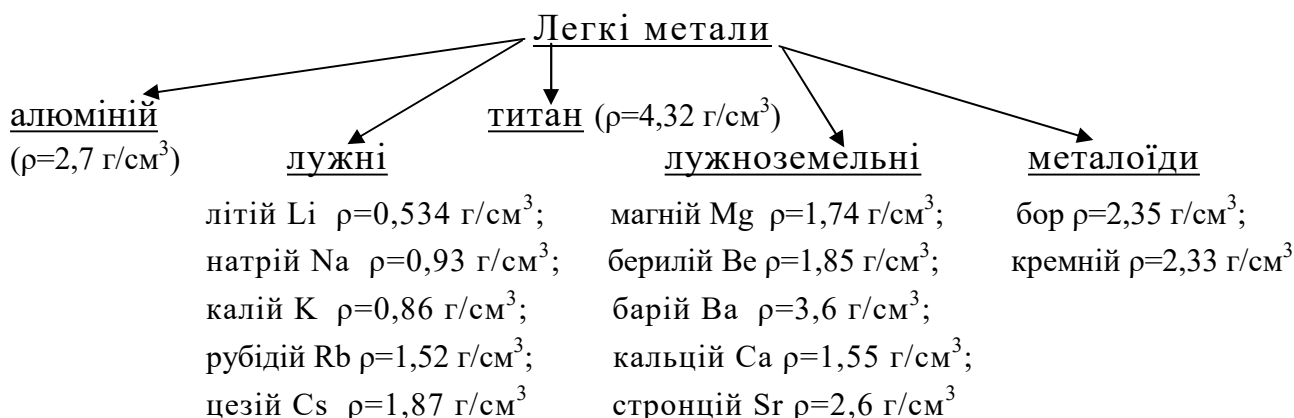 Легкі метали
алюміній
(ρ=2,7 г/см³)
титан (ρ=4,32 г/см³)
лужні
літій Li ρ=0,534 г/см³;
натрій Na ρ=0,93 г/см³;
калій K ρ=0,86 г/см³;
рубідій Rb ρ=1,52 г/см³;
цезій Cs ρ=1,87 г/см³
лужноземельні
магній Mg ρ=1,74 г/см³;
берилій Be ρ=1,85 г/см³;
барій Ba ρ=3,6 г/см³;
кальцій Ca ρ=1,55 г/см³;
стронцій Sr ρ=2,6 г/см³
металоїди
бор ρ=2,35 г/см³;
кремній ρ=2,33 г/см³